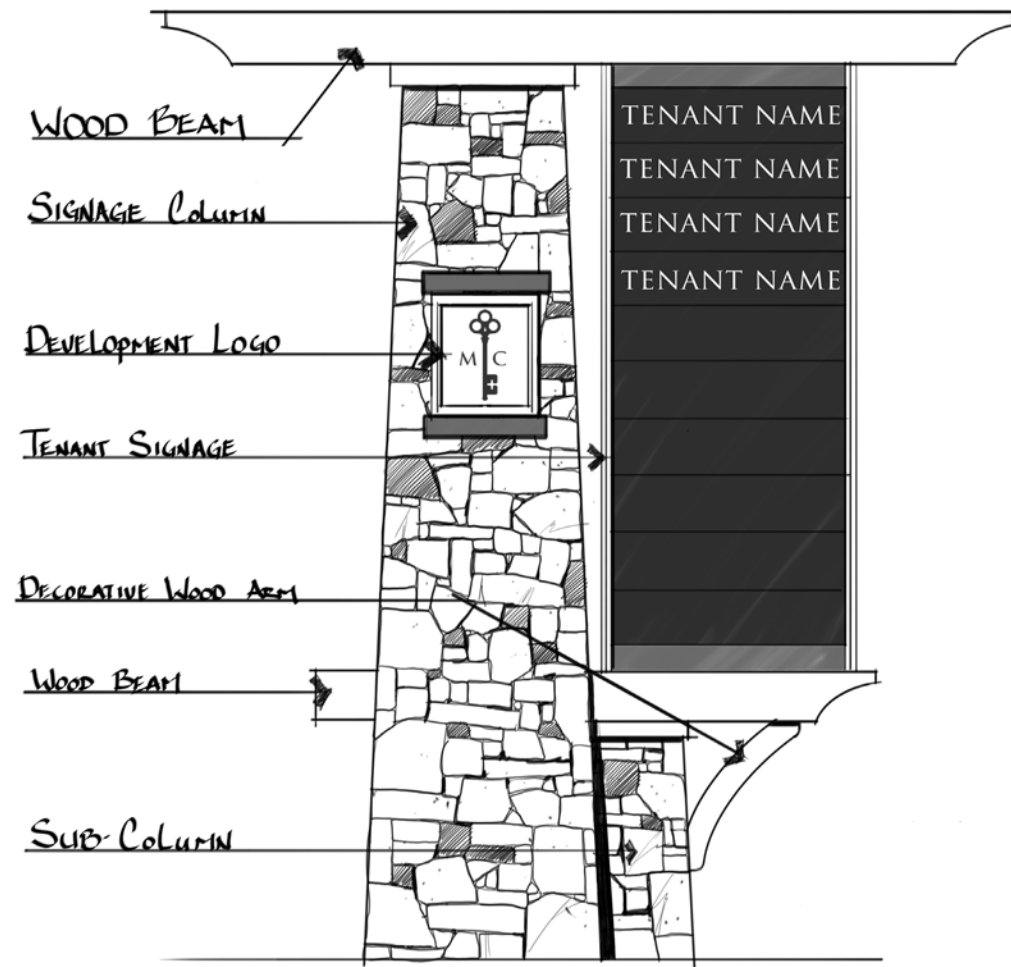 WOOD BEAM
TENANT NAME
TENANT NAME
SIGNAGE COLUMN
TENANT NAME
TENANT NAME
DEVELOPMENT LOGO
M C
TENANT SIGNAGE
DECORATIVE WOOD ARM
WOOD BEAM
SUB-COLUMN